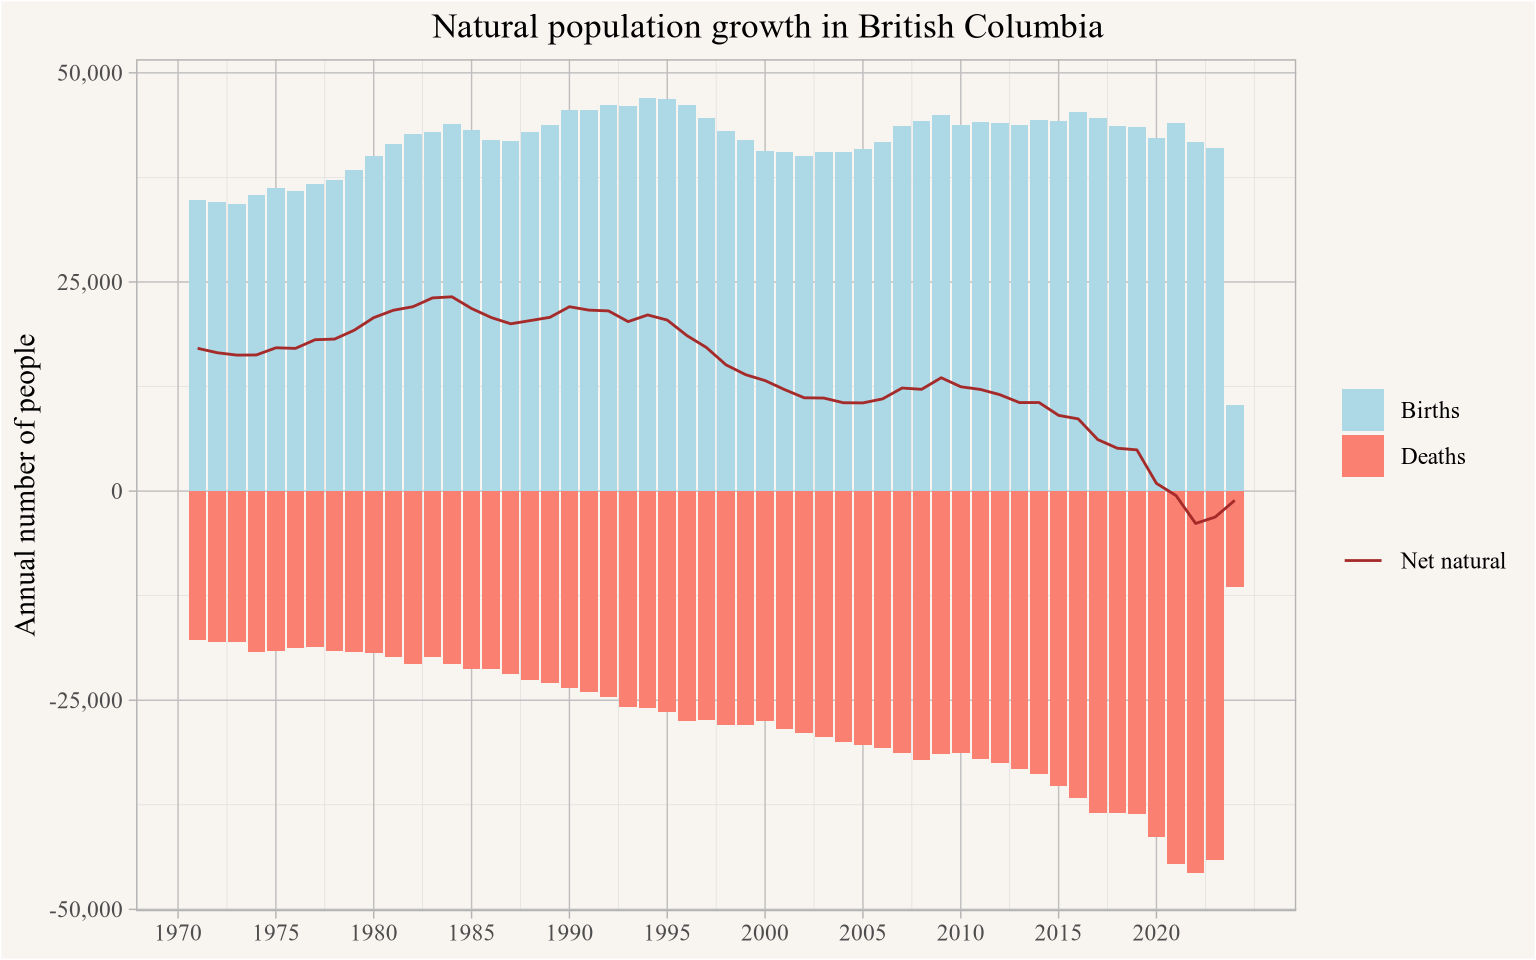 Natural population growth in British Columbia
50,000
25,000
0
-25,000
-50,000
Annual number of people
1970 1975 1980 1985 1990 1995 2000 2005 2010 2015 2020
Births
Deaths
Net natural